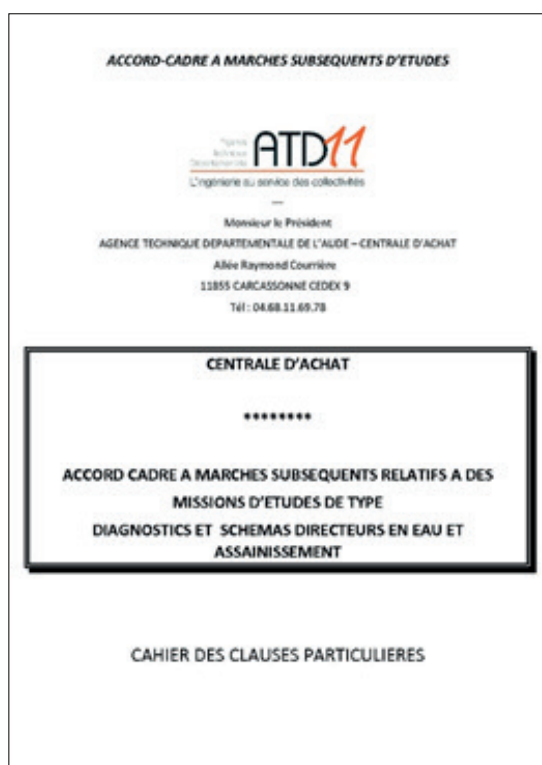 ACCORD-CADRE A MARCHES SUBSEQUENTS D'ETUDES
Agence
Technique
Départementale
ATD11
L'ingénierie au service des collectivités
—
Monsieur le Président
AGENCE TECHNIQUE DEPARTEMENTALE DE L'AUDE – CENTRALE D'ACHAT
Allée Raymond Courrière
11855 CARCASSONNE CEDEX 9
Tél : 04.68.11.69.78
CENTRALE D'ACHAT
********
ACCORD CADRE A MARCHES SUBSEQUENTS RELATIFS A DES
MISSIONS D'ETUDES DE TYPE
DIAGNOSTICS ET SCHEMAS DIRECTEURS EN EAU ET
ASSAINISSEMENT
CAHIER DES CLAUSES PARTICULIERES